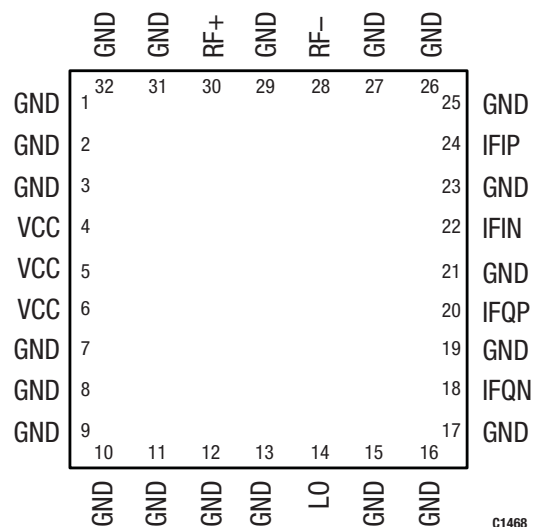 GND GND RF+ GND RF– GND GND
32 31 30 29 28 27 26
GND 1 25 GND
GND 2 24 IFIP
GND 3 23 GND
VCC 4 22 IFIN
VCC 5 21 GND
VCC 6 20 IFQP
GND 7 19 GND
GND 8 18 IFQN
GND 9 17 GND
10 11 12 13 14 15 16
GND GND GND GND LO GND GND
C1468